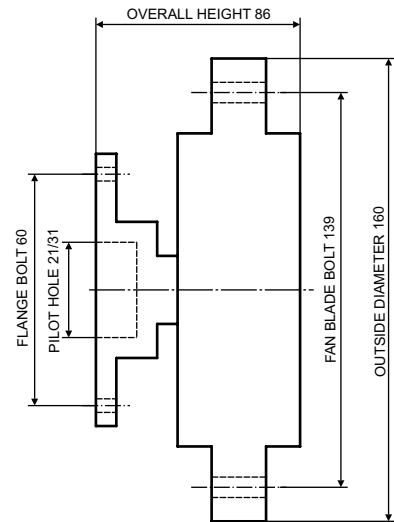 OVERALL HEIGHT 86
FLANGE BOLT 60
PILOT HOLE 21/31
FAN BLADE BOLT 139
OUTSIDE DIAMETER 160